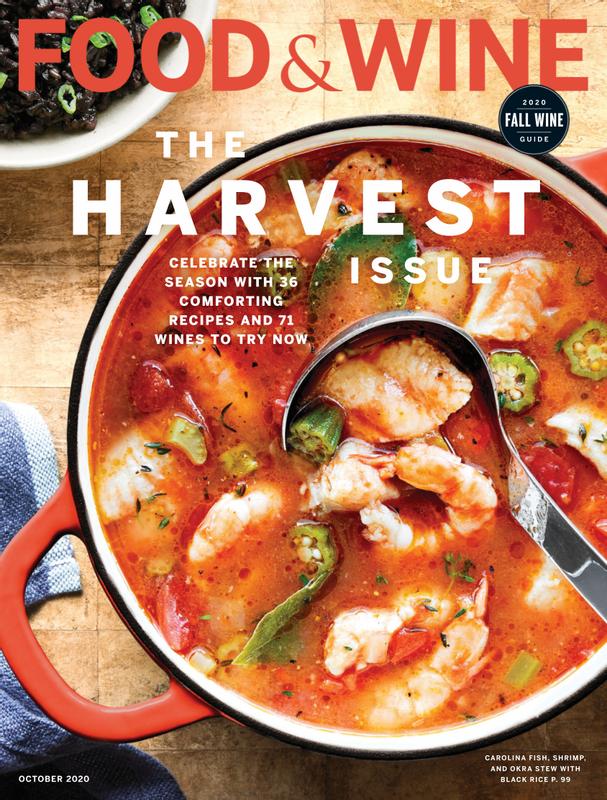 FOOD & WINE
2020
FALL WINE
GUIDE
THE
HARVEST
ISSUE
CELEBRATE THE
SEASON WITH 36
COMFORTING
RECIPES AND 71
WINES TO TRY NOW
OCTOBER 2020
CAROLINA FISH, SHRIMP,
AND OKRA STEW WITH
BLACK RICE P. 99